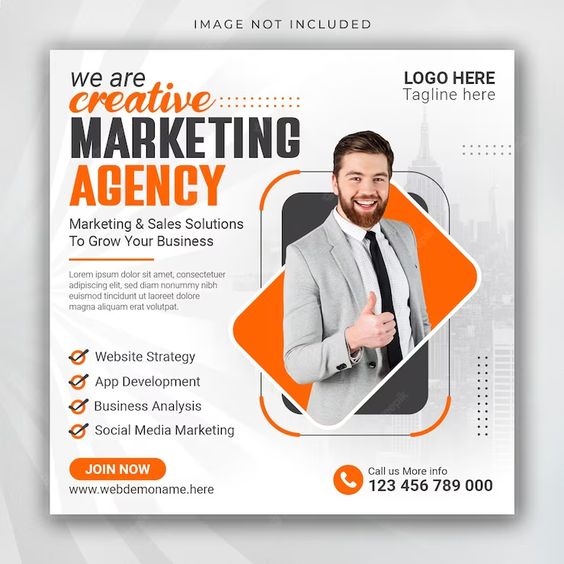 IMAGE NOT INCLUDED
we are
creative
MARKETING
AGENCY
Marketing & Sales Solutions
To Grow Your Business
Lorem ipsum dolor sit amet, consectetuer
adipiscing elit, sed diam nonummy nibh
euismod tincidunt ut laoreet dolore
magna aliquam erat volutpat.
Website Strategy
App Development
Business Analysis
Social Media Marketing
JOIN NOW
www.webdemoname.here
LOGO HERE
Tagline here
Call us More info
123 456 789 000